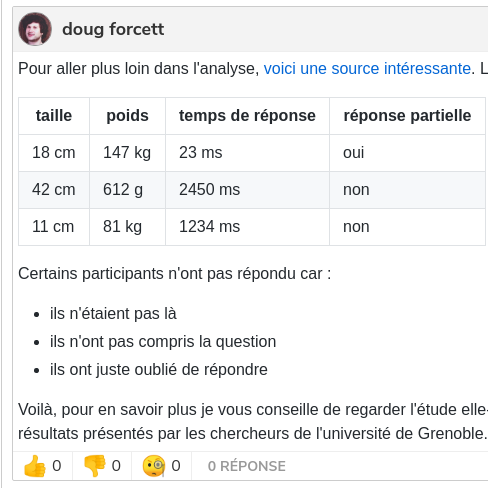 doug forcett
Pour aller plus loin dans l'analyse, voici une source intéressante. L
taille poids temps de réponse réponse partielle
18 cm 147 kg 23 ms oui
42 cm 612 g 2450 ms non
11 cm 81 kg 1234 ms non
Certains participants n'ont pas répondu car :
• ils n'étaient pas là
• ils n'ont pas compris la question
• ils ont juste oublié de répondre
Voilà, pour en savoir plus je vous conseille de regarder l'étude elle-
résultats présentés par les chercheurs de l'université de Grenoble.
0 0 0 0 RÉPONSE